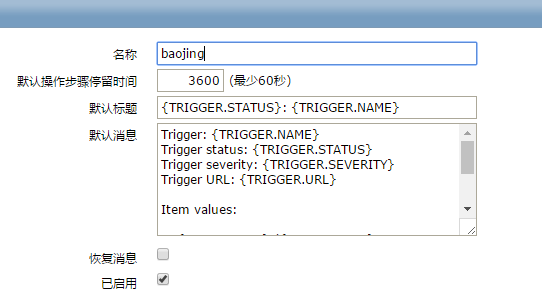 名称 baojing
默认操作步骤停留时间 3600 (最少60秒)
默认标题 {TRIGGER.STATUS}: {TRIGGER.NAME}
默认消息 Trigger: {TRIGGER.NAME}
Trigger status: {TRIGGER.STATUS}
Trigger severity: {TRIGGER.SEVERITY}
Trigger URL: {TRIGGER.URL}
Item values:
恢复消息
已启用